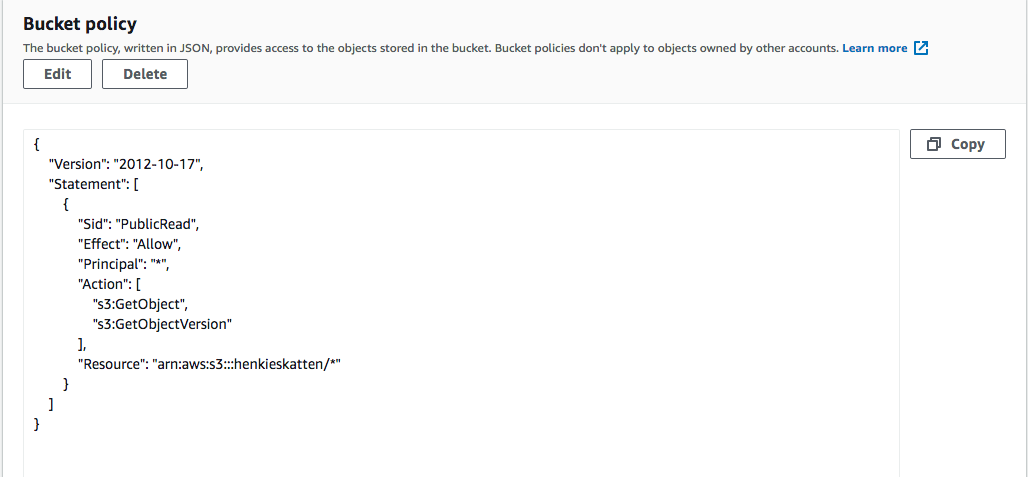 Bucket policy
The bucket policy, written in JSON, provides access to the objects stored in the bucket. Bucket policies don't apply to objects owned by other accounts. Learn more
Edit Delete
{
"Version": "2012-10-17",
"Statement": [
{
"Sid": "PublicRead",
"Effect": "Allow",
"Principal": "*",
"Action": [
"s3:GetObject",
"s3:GetObjectVersion"
],
"Resource": "arn:aws:s3:::henkieskatten/*"
}
]
}
Copy